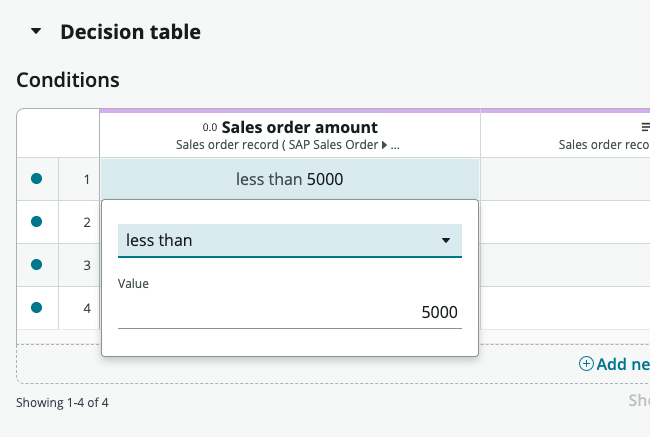 Decision table
Conditions
0.0 Sales order amount
Sales order record ( SAP Sales Order ▶ ...
Sales order reco
1 less than 5000
2
less than
3
Value
4
5000
Add ne
Showing 1-4 of 4
Sho